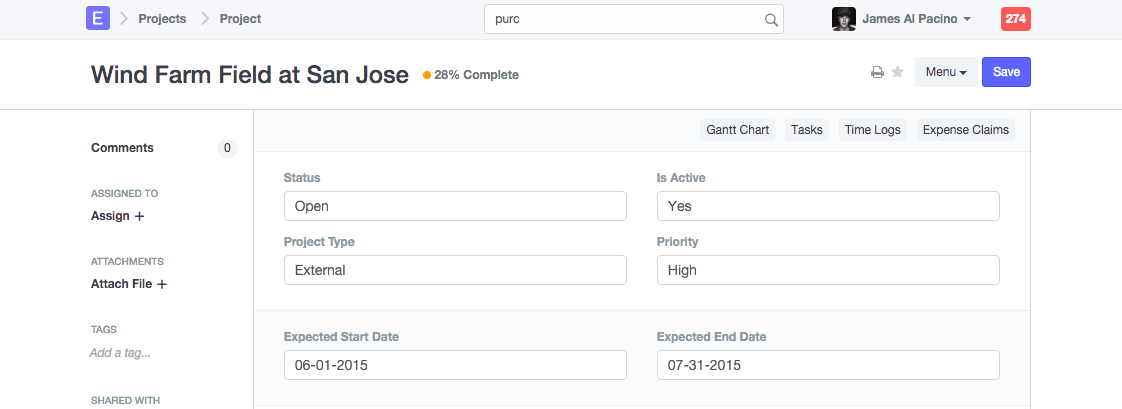 E Projects Project purc James Al Pacino 274
Wind Farm Field at San Jose 28% Complete Menu Save
Gantt Chart Tasks Time Logs Expense Claims
Comments 0
ASSIGNED TO
Assign +
ATTACHMENTS
Attach File +
TAGS
Add a tag...
SHARED WITH
Status Is Active
Open Yes
Project Type Priority
External High
Expected Start Date Expected End Date
06-01-2015 07-31-2015